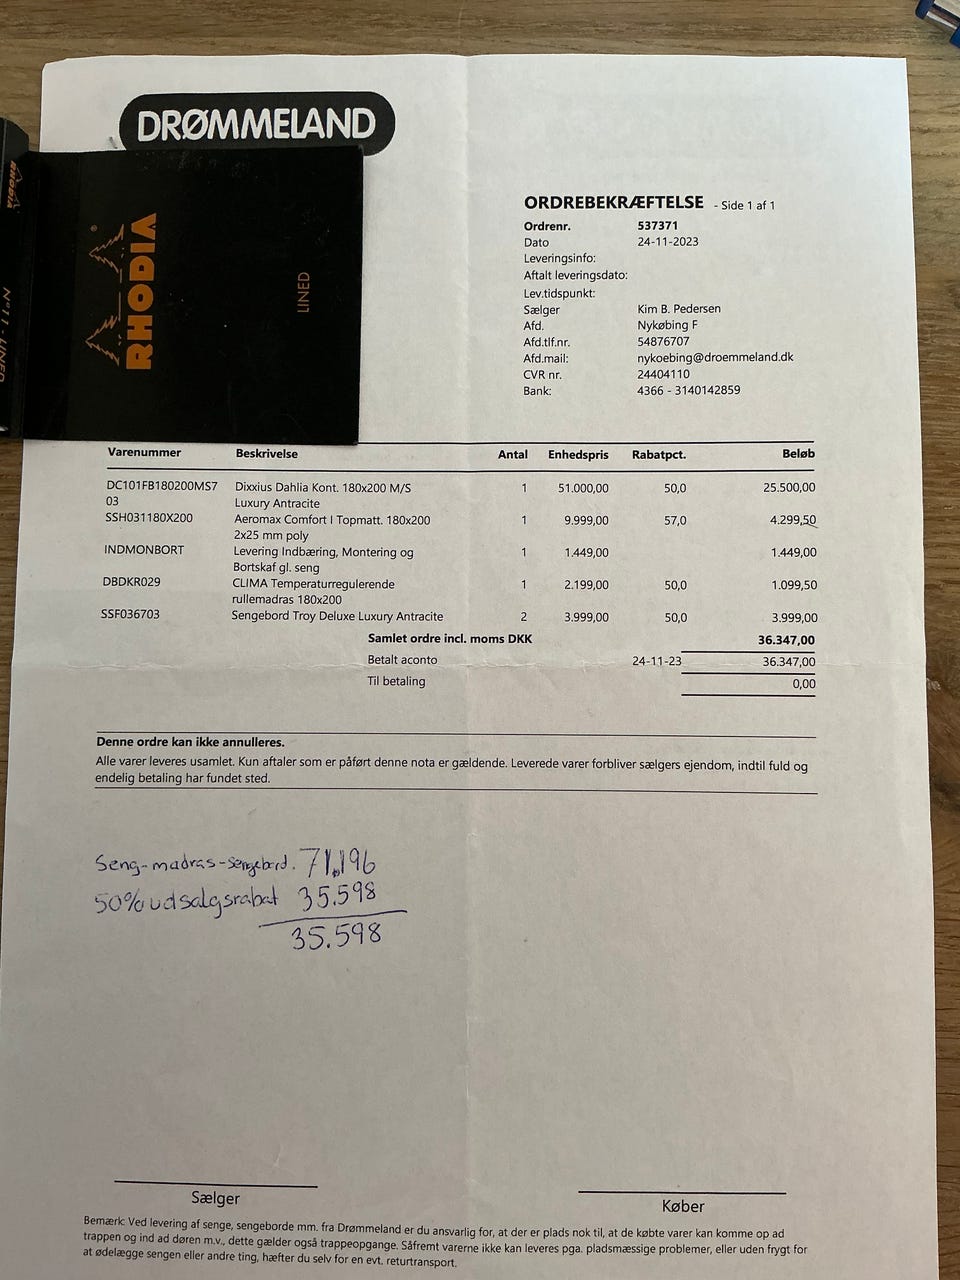 DRØMMELAND
RHODIA
LINED
RHODIA
ORDREBEKRÆFTELSE - Side 1 af 1
Ordrenr. 537371
Dato 24-11-2023
Leveringsinfo:
Aftalt leveringsdato:
Lev.tidspunkt:
Sælger Kim B. Pedersen
Afd. Nykøbing F
Afd.tlf.nr. 54876707
Afd.mail: nykoebing@droemmeland.dk
CVR nr. 24404110
Bank: 4366 - 3140142859
Varenummer Beskrivelse Antal Enhedspris Rabatpct. Beløb
DC101FB180200MS7 Dixxius Dahlia Kont. 180x200 M/S 1 51.000,00 50,0 25.500,00
03 Luxury Antracite
SSH031180X200 Aeromax Comfort I Topmatt. 180x200 1 9.999,00 57,0 4.299,50
2x25 mm poly
INDMONBORT Levering Indbæring, Montering og 1 1.449,00 1.449,00
Bortskaf gl. seng
DBDKR029 CLIMA Temperaturregulerende 1 2.199,00 50,0 1.099,50
rullemadras 180x200
SSF036703 Sengebord Troy Deluxe Luxury Antracite 2 3.999,00 50,0 3.999,00
Samlet ordre incl. moms DKK 36.347,00
Betalt aconto 24-11-23 36.347,00
Til betaling 0,00
Denne ordre kan ikke annulleres.
Alle varer leveres usamlet. Kun aftaler som er påført denne nota er gældende. Leverede varer forbliver sælgers ejendom, indtil fuld og
endelig betaling har fundet sted.
Seng-madras-sengebord. 71.196
50% udsalgsrabat 35.598
35.598
Sælger Køber
Bemærk: Ved levering af senge, sengeborde mm. fra Drømmeland er du ansvarlig for, at der er plads nok til, at de købte varer kan komme op ad
trappen og ind ad døren m.v., dette gælder også trappeopgange. Såfremt varerne ikke kan leveres pga. pladsmæssige problemer, eller uden frygt for
at ødelægge sengen eller andre ting, hæfter du selv for en evt. returtransport.